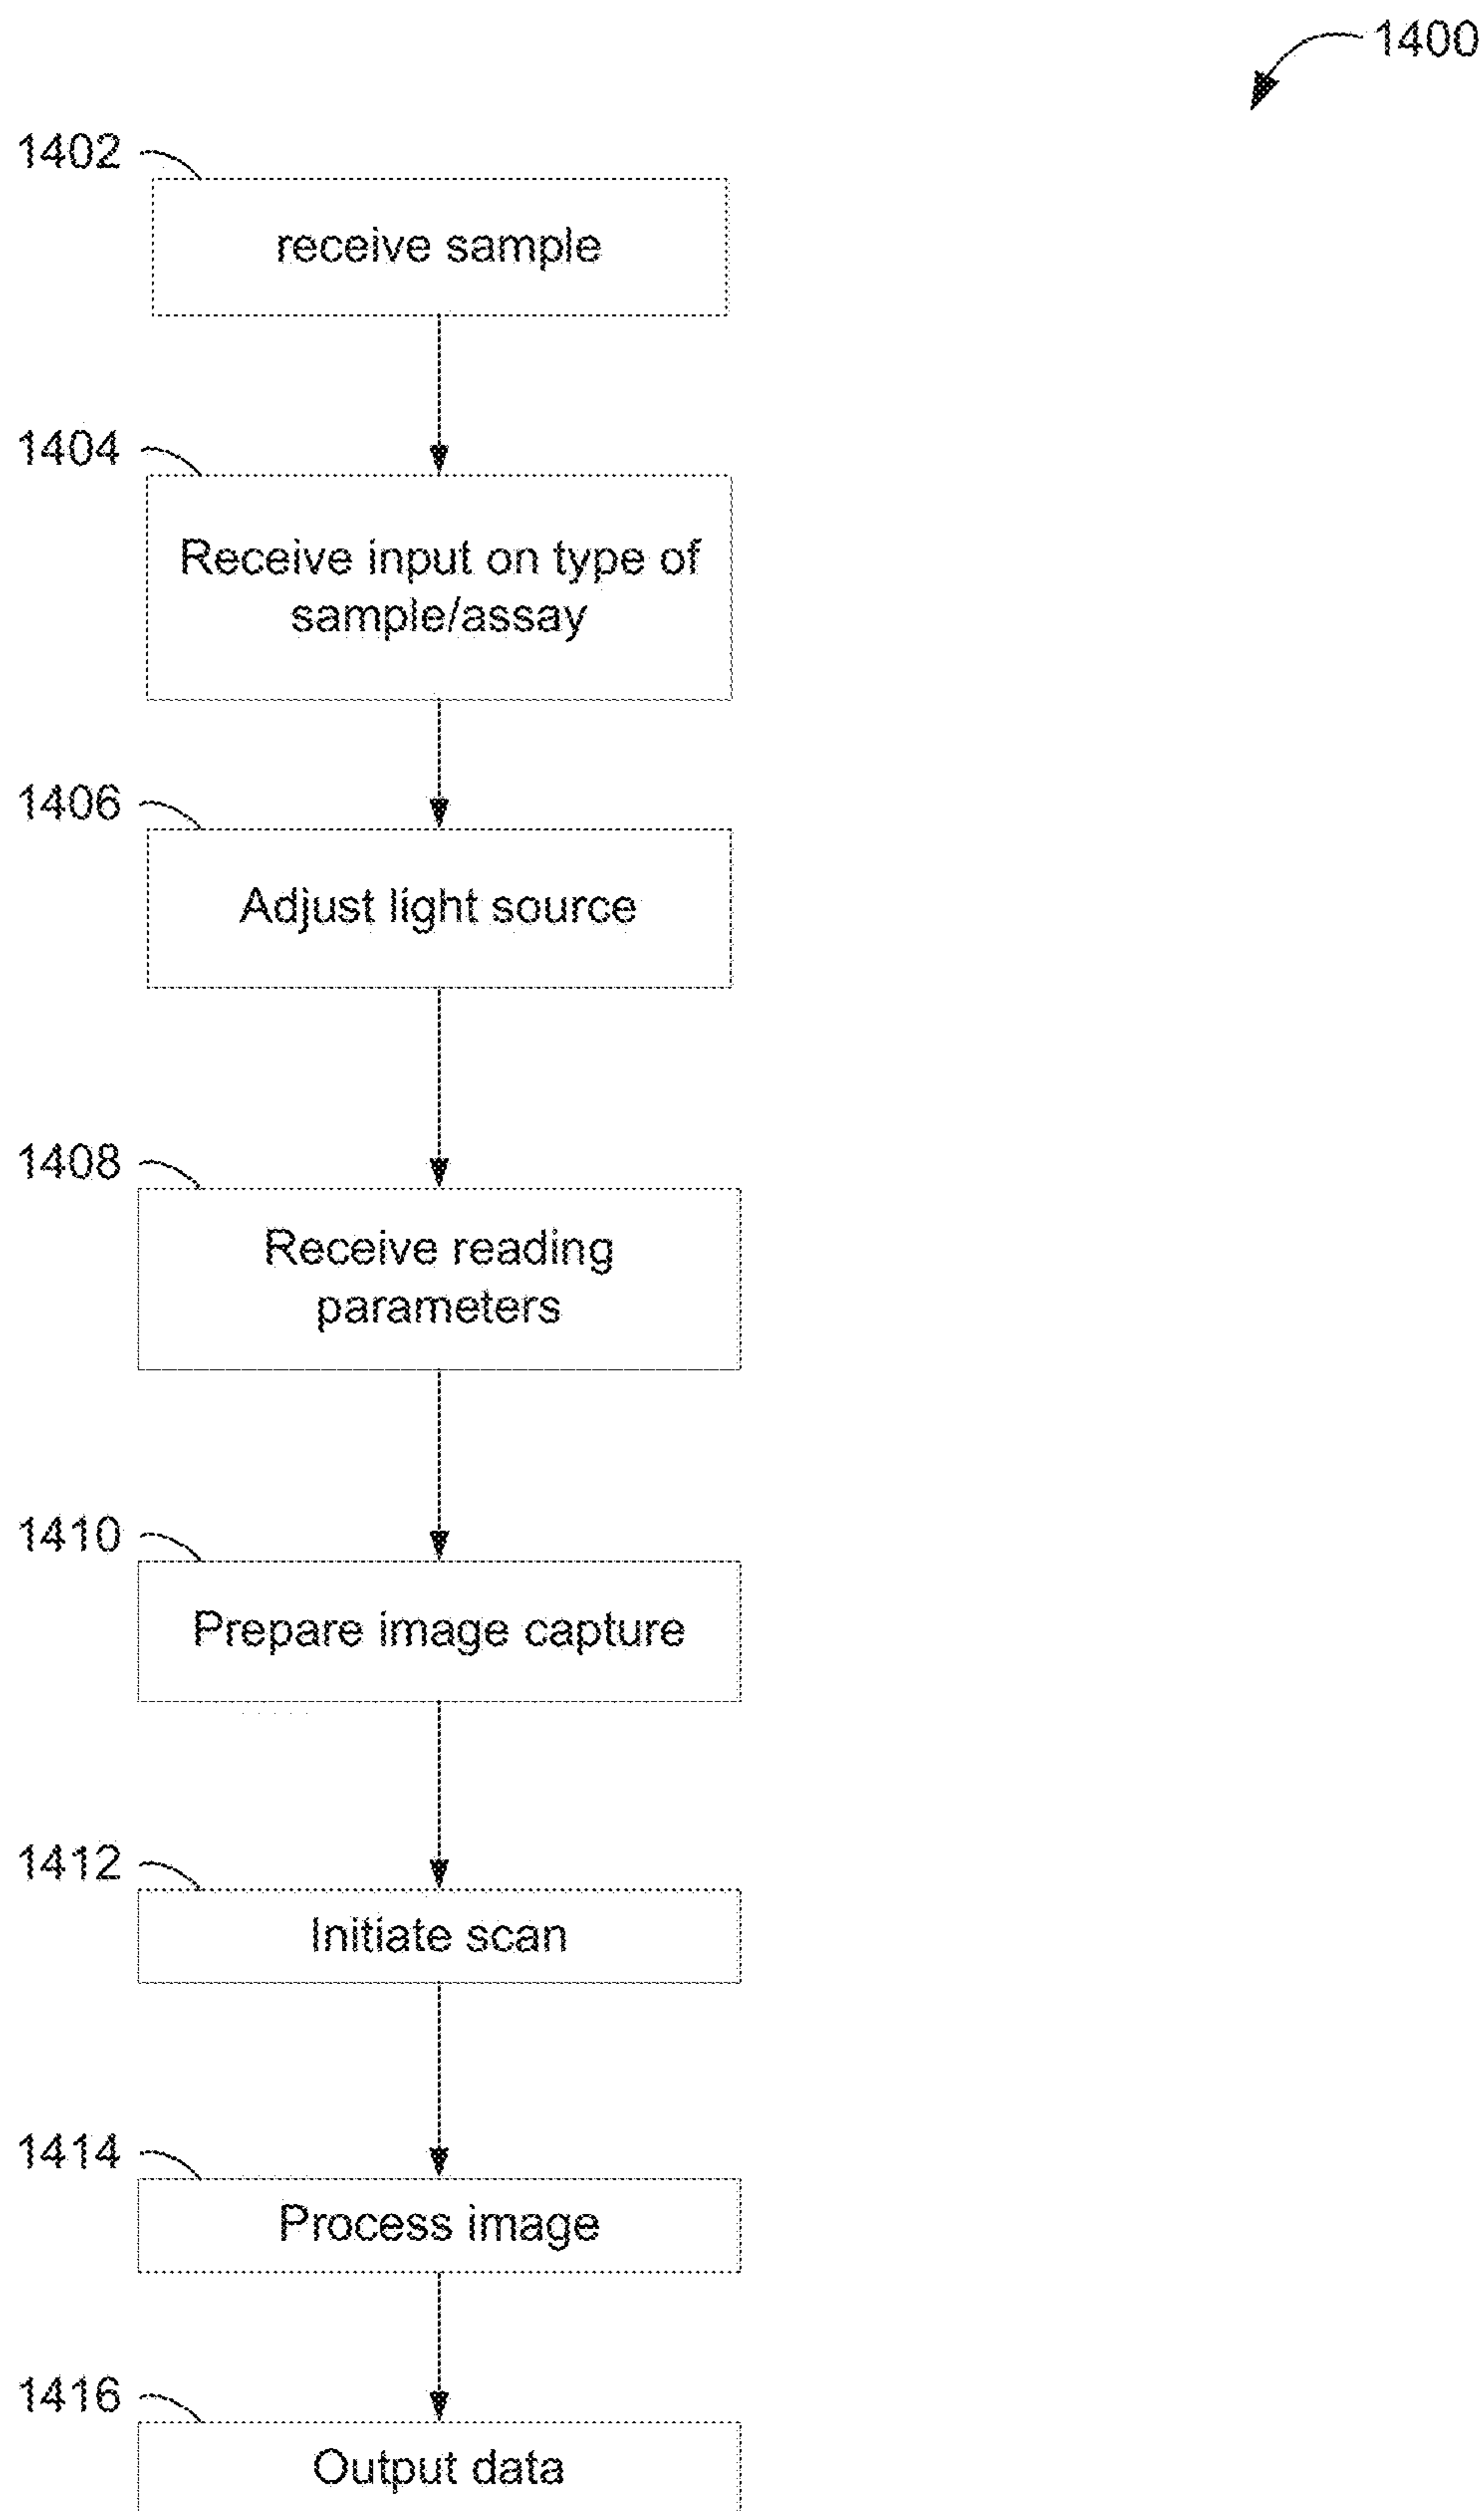 1400
1402
receive sample
1404
Receive input on type of
sample/assay
1406
Adjust light source
1408
Receive reading
parameters
1410
Prepare image capture
1412
Initiate scan
1414
Process image
1416
Output data